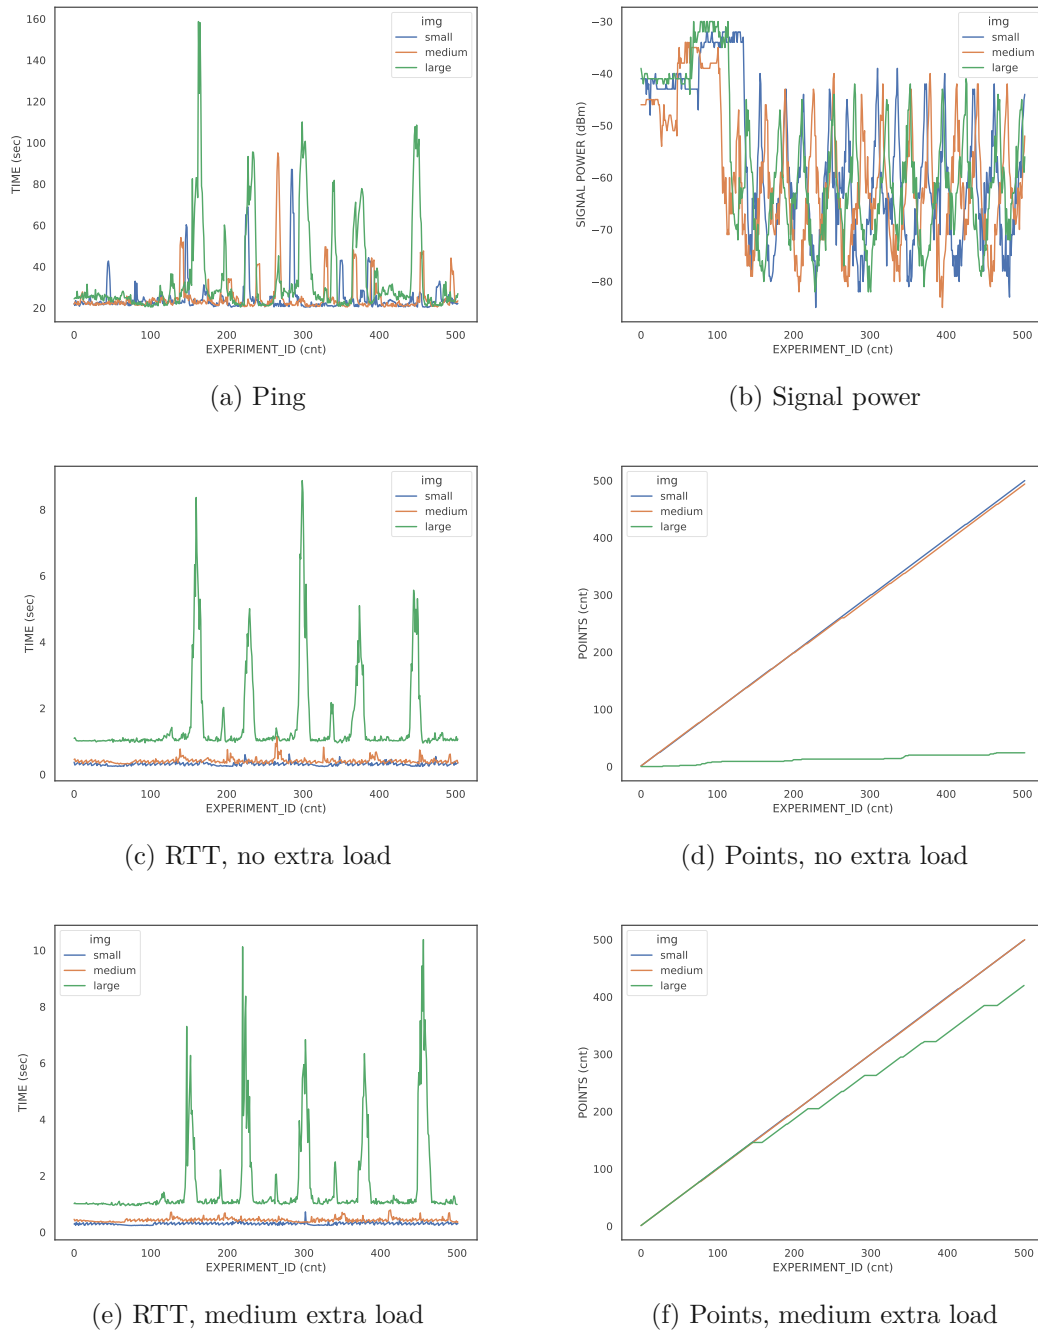 img
small
medium
large
160
140
120
100
80
60
40
20
TIME (sec)
0 100 200 300 400 500
EXPERIMENT_ID (cnt)
(a) Ping
img
small
medium
large
−30
−40
−50
−60
−70
−80
SIGNAL POWER (dBm)
0 100 200 300 400 500
EXPERIMENT_ID (cnt)
(b) Signal power
img
small
medium
large
8
6
4
2
0
TIME (sec)
0 100 200 300 400 500
EXPERIMENT_ID (cnt)
(c) RTT, no extra load
img
small
medium
large
500
400
300
200
100
0
POINTS (cnt)
0 100 200 300 400 500
EXPERIMENT_ID (cnt)
(d) Points, no extra load
img
small
medium
large
10
8
6
4
2
0
TIME (sec)
0 100 200 300 400 500
EXPERIMENT_ID (cnt)
(e) RTT, medium extra load
img
small
medium
large
500
400
300
200
100
0
POINTS (cnt)
0 100 200 300 400 500
EXPERIMENT_ID (cnt)
(f) Points, medium extra load